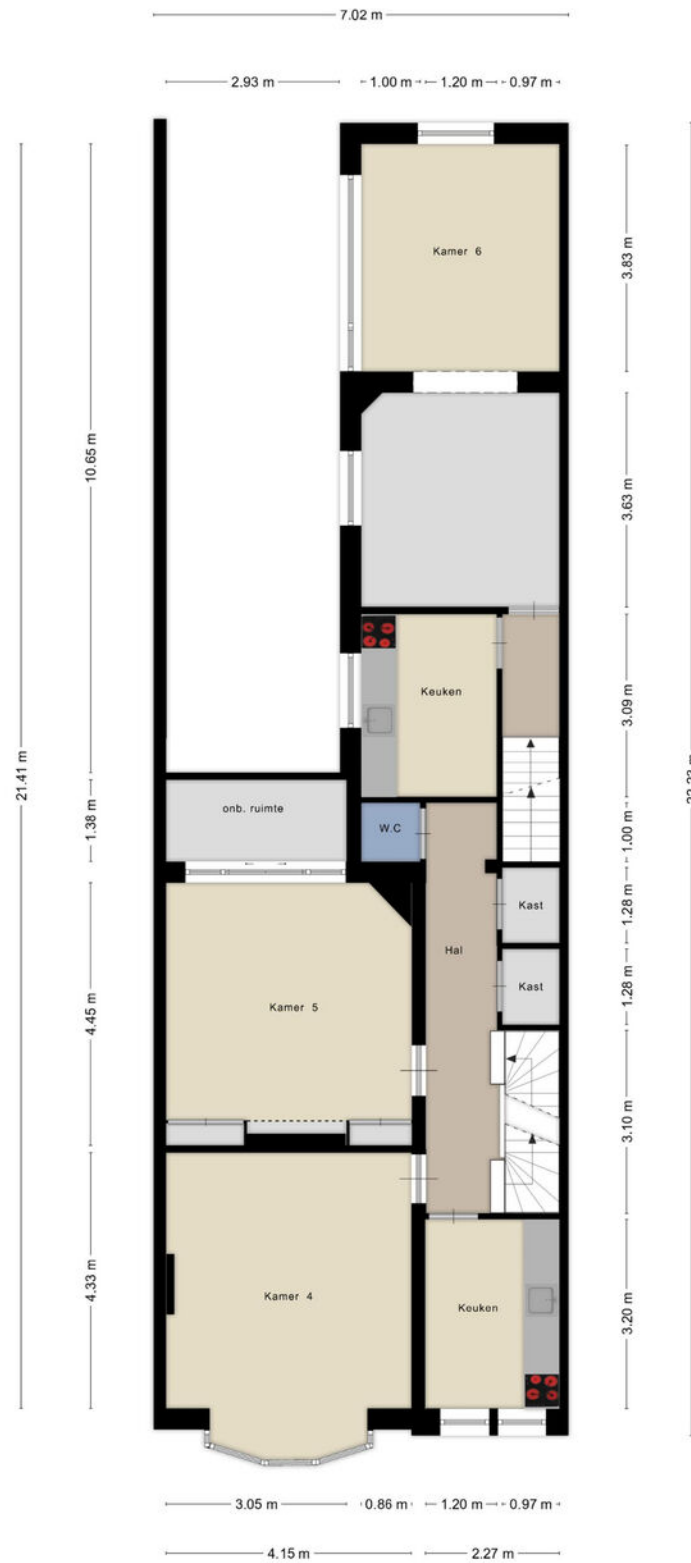 7.02 m
2.93 m
1.00 m
1.20 m
0.97 m
Kamer 6
3.83 m
10.65 m
3.63 m
Keuken
3.09 m
21.41 m
onb. ruimte
1.38 m
W.C
1.00 m
Kast
1.28 m
Hal
Kast
1.28 m
Kamer 5
4.45 m
3.10 m
Kamer 4
4.33 m
Keuken
3.20 m
3.05 m
0.86 m
1.20 m
0.97 m
4.15 m
2.27 m